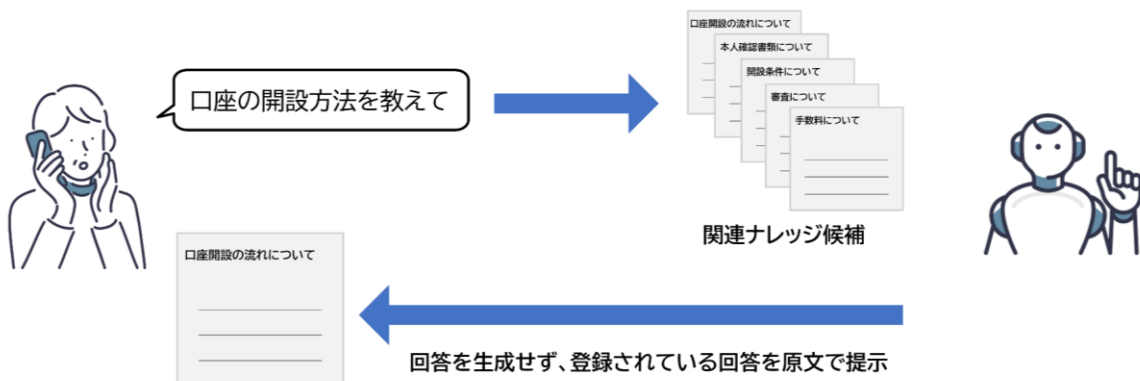 口座の開設方法を教えて
口座開設の流れについて
本人確認書類について
開設条件について
審査について
手数料について
関連ナレッジ候補
口座開設の流れについて
回答を生成せず、登録されている回答を原文で提示